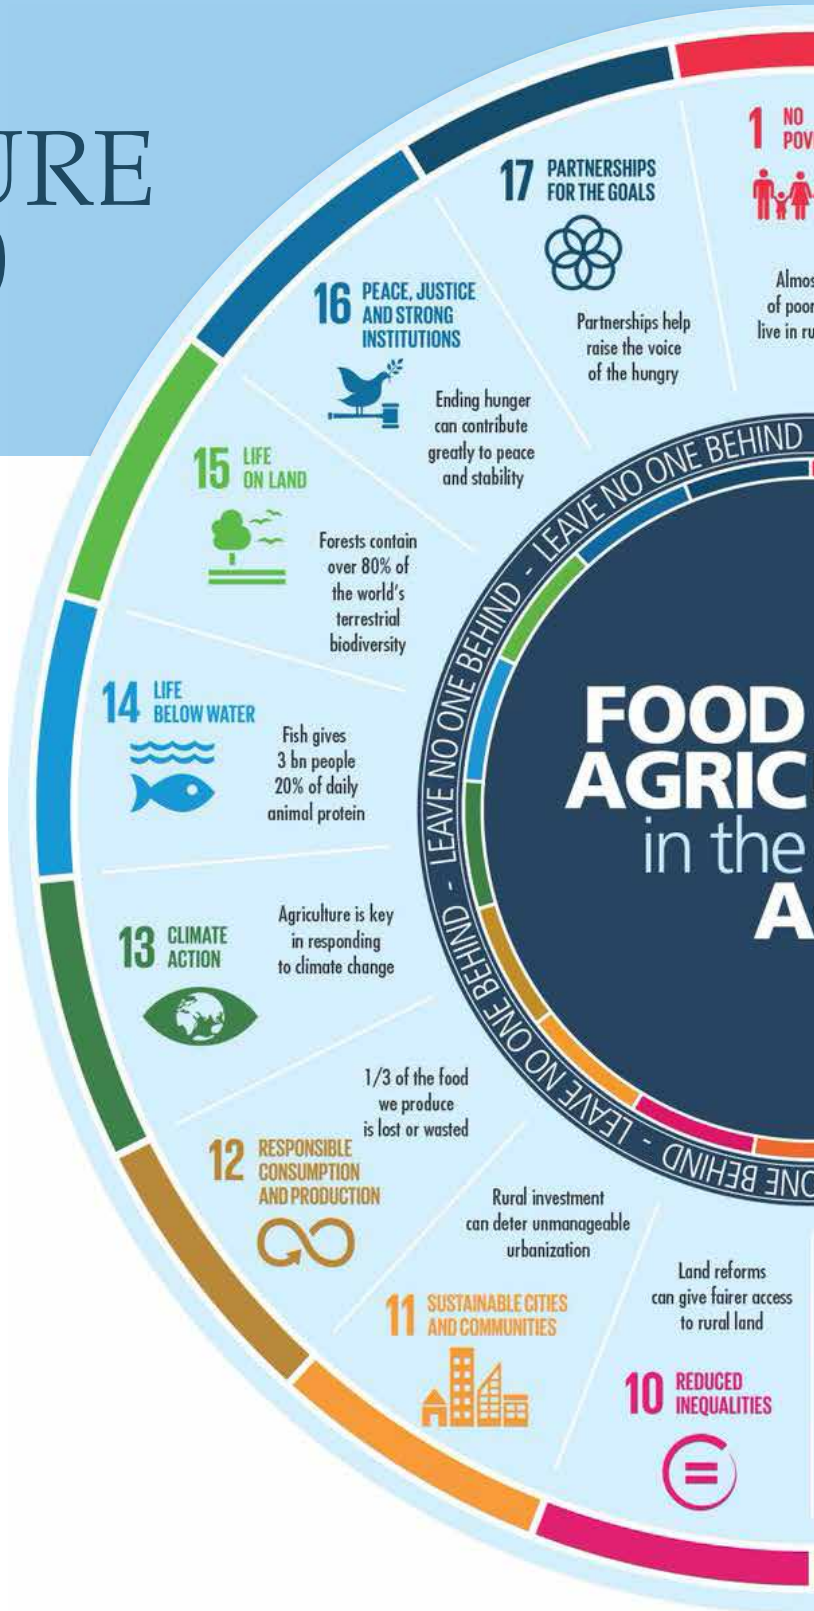 URE
17 PARTNERSHIPS
FOR THE GOALS
Partnerships help
raise the voice
of the hungry
1 NO
16 PEACE, JUSTICE
AND STRONG
INSTITUTIONS
Ending hunger
can contribute
greatly to peace
and stability
15 LIFE
ON LAND
Forests contain
over 80% of
the world's
terrestrial
biodiversity
14 LIFE
BELOW WATER
Fish gives
3 bn people
20% of daily
animal protein
13 CLIMATE
ACTION
Agriculture is key
in responding
to climate change
12 RESPONSIBLE
CONSUMPTION
AND PRODUCTION
1/3 of the food
we produce
is lost or wasted
11 SUSTAINABLE CITIES
AND COMMUNITIES
Rural investment
can deter unmanageable
urbanization
10 REDUCED
INEQUALITIES
Land reforms
can give fairer access
to rural land
of poor
live in
ONE BEHIND - LEAVE NO ONE BEHIND - LEAVE NO ONE BEHIND - LEAVE NO ONE BEHIND
FOOD
AGRIC
in the
A